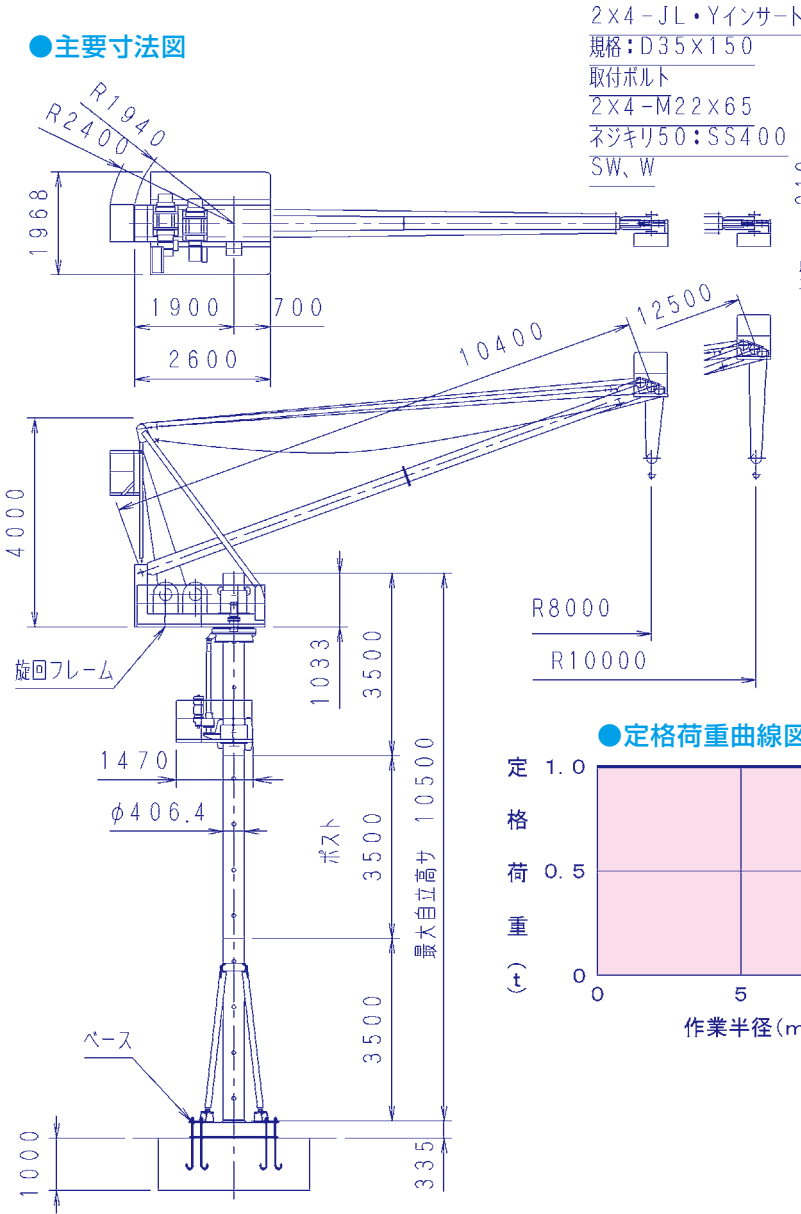 ●主要寸法図
2×4-JL・Yインサート
規格：D35×150
取付ボルト
2×4-M22×65
ネジキリ50：SS400
SW、W
R1940
R2400
1968
1900
700
2600
10400
12500
4000
旋回フレーム
1033
3500
R8000
R10000
1470
φ406.4
ポスト
3500
最大自立高サ 10500
3500
ベース
1000
335
●定格荷重曲線図
定格荷重(t)
1.0
0.5
0
0
5
作業半径(m